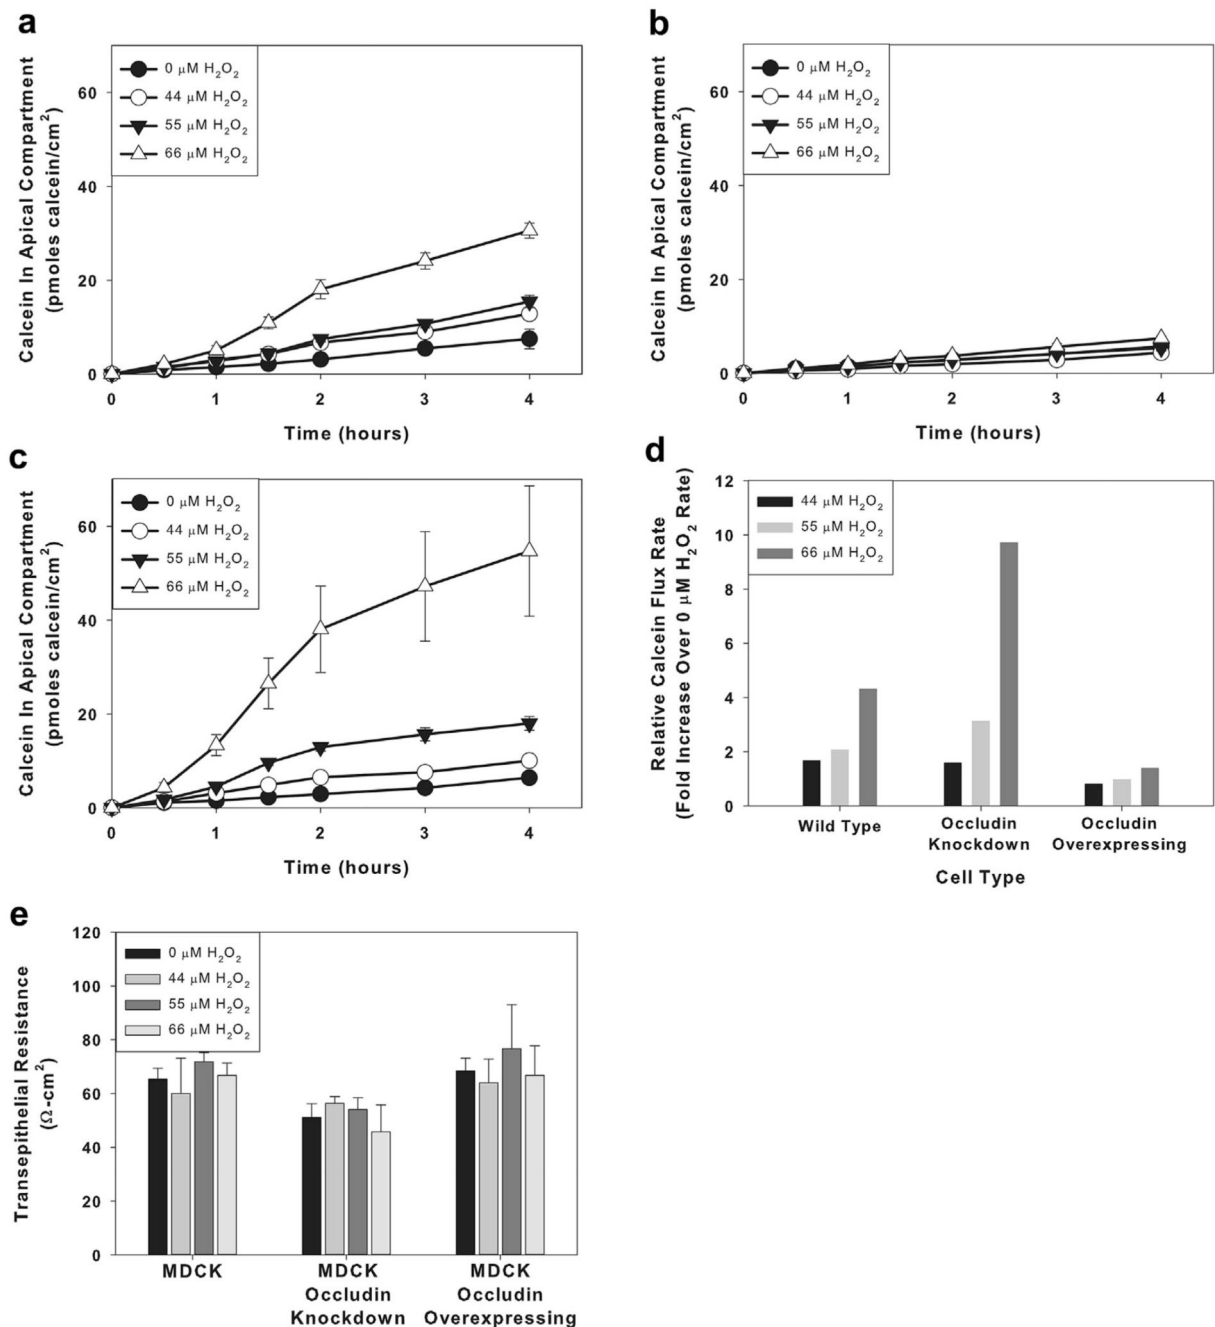 a
Calcein In Apical Compartment
(pmoles calcein/cm²)
0 μM H₂O₂
44 μM H₂O₂
55 μM H₂O₂
66 μM H₂O₂
60
40
20
0
0 1 2 3 4
Time (hours)
b
Calcein In Apical Compartment
(pmoles calcein/cm²)
0 μM H₂O₂
44 μM H₂O₂
55 μM H₂O₂
66 μM H₂O₂
60
40
20
0
0 1 2 3 4
Time (hours)
c
Calcein In Apical Compartment
(pmoles calcein/cm²)
0 μM H₂O₂
44 μM H₂O₂
55 μM H₂O₂
66 μM H₂O₂
60
40
20
0
0 1 2 3 4
Time (hours)
d
Relative Calcein Flux Rate
(Fold Increase Over 0 μM H₂O₂ Rate)
44 μM H₂O₂
55 μM H₂O₂
66 μM H₂O₂
12
10
8
6
4
2
0
Wild Type Occludin Occludin
Knockdown Overexpressing
Cell Type
e
Transepithelial Resistance
(Ω-cm²)
0 μM H₂O₂
44 μM H₂O₂
55 μM H₂O₂
66 μM H₂O₂
120
100
80
60
40
20
0
MDCK MDCK MDCK
Occludin Occludin
Knockdown Overexpressing